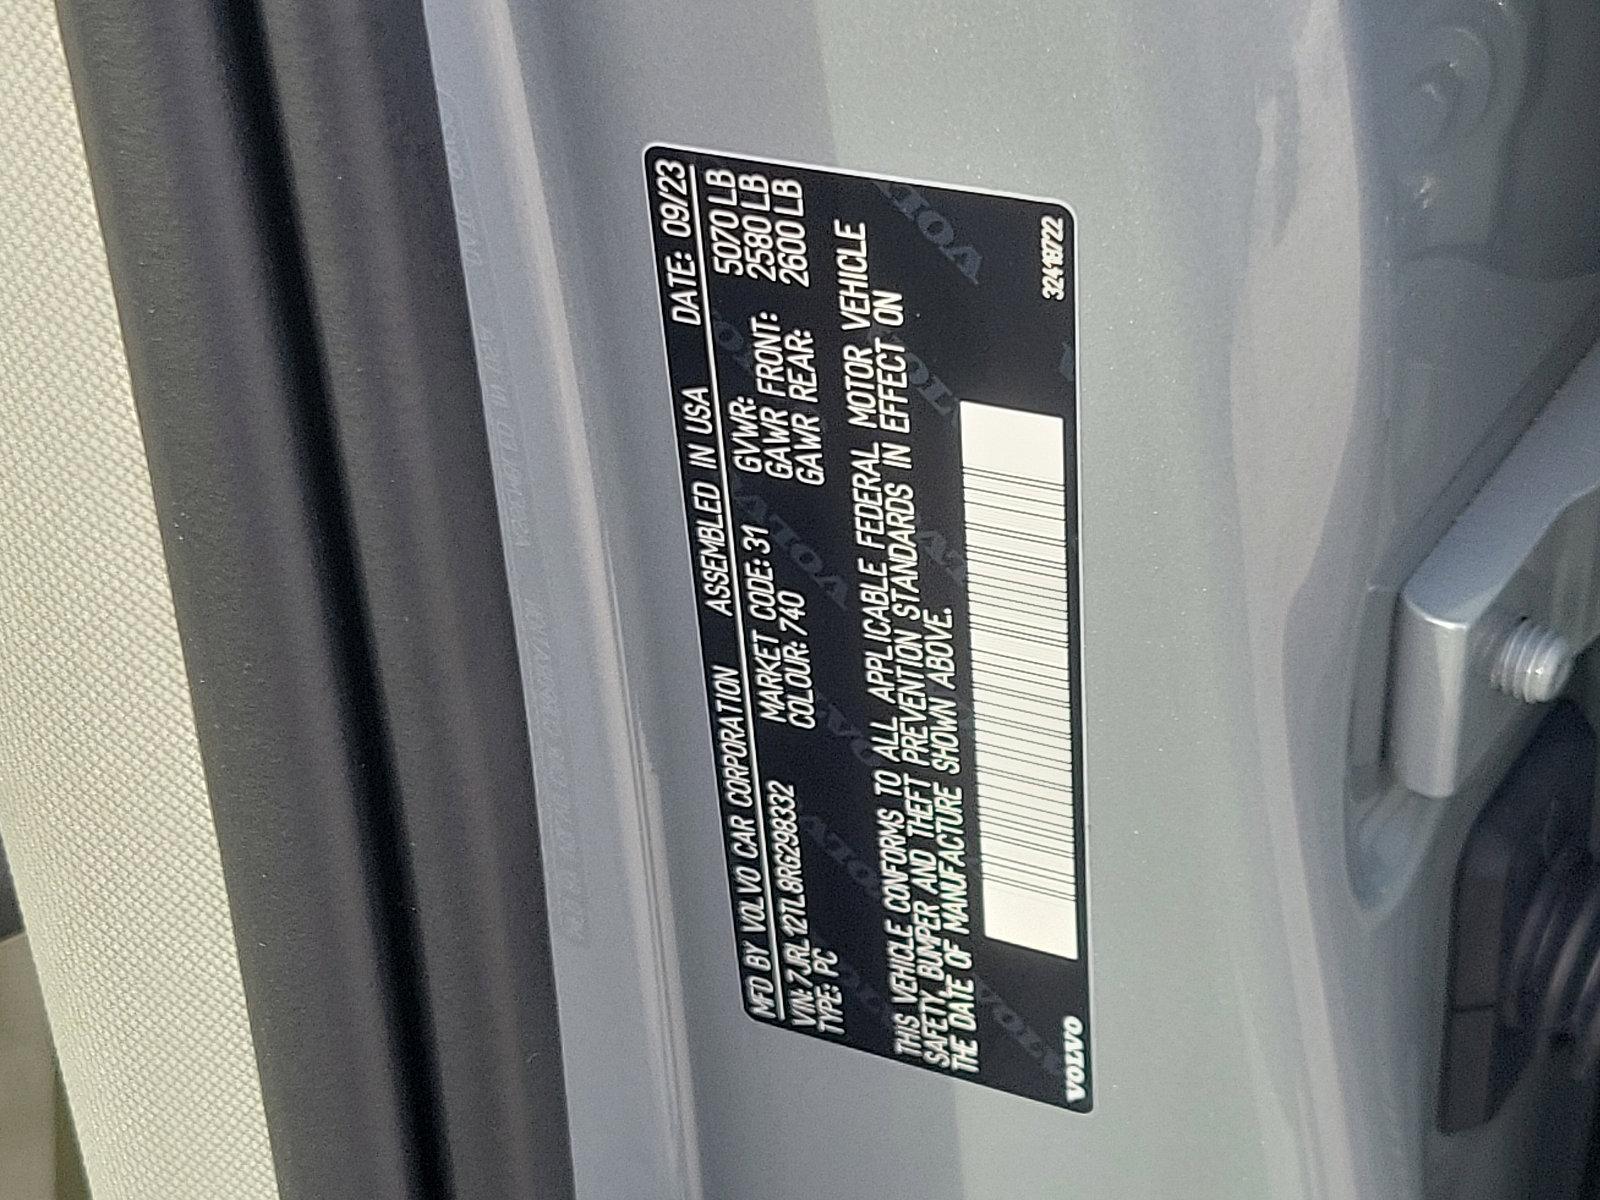 MFD BY VOLVO CAR CORPORATION ASSEMBLED IN USA DATE: 09/23
VIN: 7JRL12TL8RG298332 MARKET CODE: 31 GVWR: 5070 LB
TYPE: PC COLOUR: 740 GAWR FRONT: 2580 LB
GAWR REAR: 2600 LB
THIS VEHICLE CONFORMS TO ALL APPLICABLE FEDERAL MOTOR VEHICLE
SAFETY, BUMPER AND THEFT PREVENTION STANDARDS IN EFFECT ON
THE DATE OF MANUFACTURE SHOWN ABOVE.
VOLVO 32418722